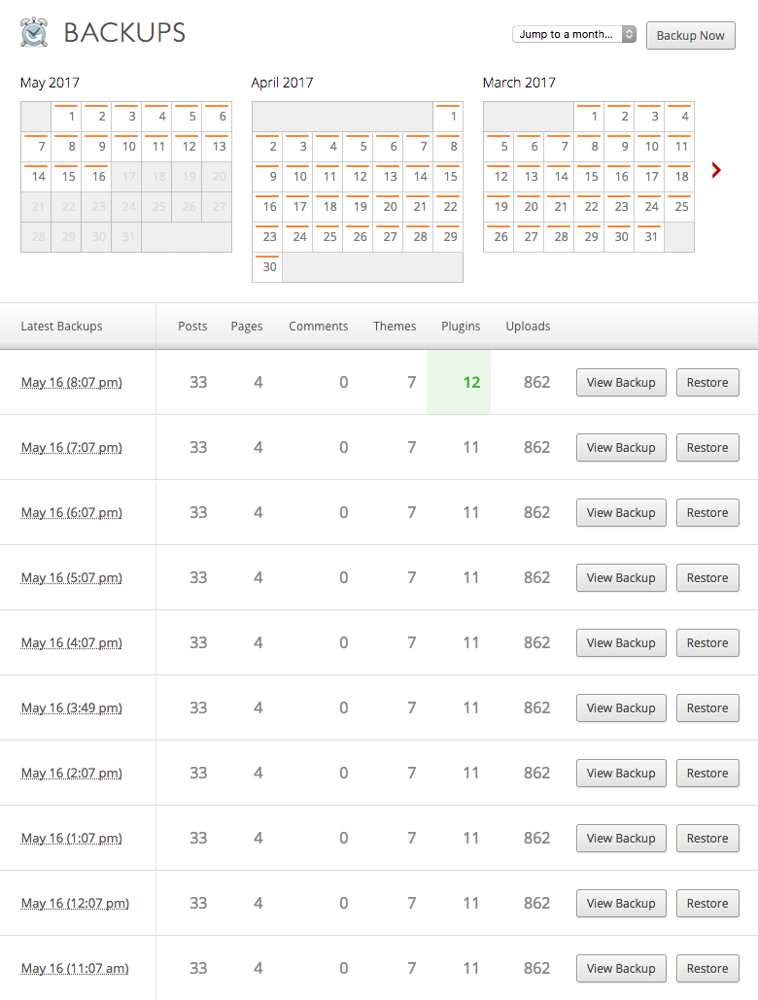 BACKUPS
Jump to a month... Backup Now
May 2017 April 2017 March 2017
1 2 3 4 5 6 1 1 2 3 4
7 8 9 10 11 12 13 2 3 4 5 6 7 8 5 6 7 8 9 10 11
14 15 16 17 18 19 20 9 10 11 12 13 14 15 12 13 14 15 16 17 18
21 22 23 24 25 26 27 16 17 18 19 20 21 22 19 20 21 22 23 24 25
28 29 30 31 23 24 25 26 27 28 29 26 27 28 29 30 31
30
Latest Backups Posts Pages Comments Themes Plugins Uploads
May 16 (8:07 pm) 33 4 0 7 12 862 View Backup Restore
May 16 (7:07 pm) 33 4 0 7 11 862 View Backup Restore
May 16 (6:07 pm) 33 4 0 7 11 862 View Backup Restore
May 16 (5:07 pm) 33 4 0 7 11 862 View Backup Restore
May 16 (4:07 pm) 33 4 0 7 11 862 View Backup Restore
May 16 (3:49 pm) 33 4 0 7 11 862 View Backup Restore
May 16 (2:07 pm) 33 4 0 7 11 862 View Backup Restore
May 16 (1:07 pm) 33 4 0 7 11 862 View Backup Restore
May 16 (12:07 pm) 33 4 0 7 11 862 View Backup Restore
May 16 (11:07 am) 33 4 0 7 11 862 View Backup Restore